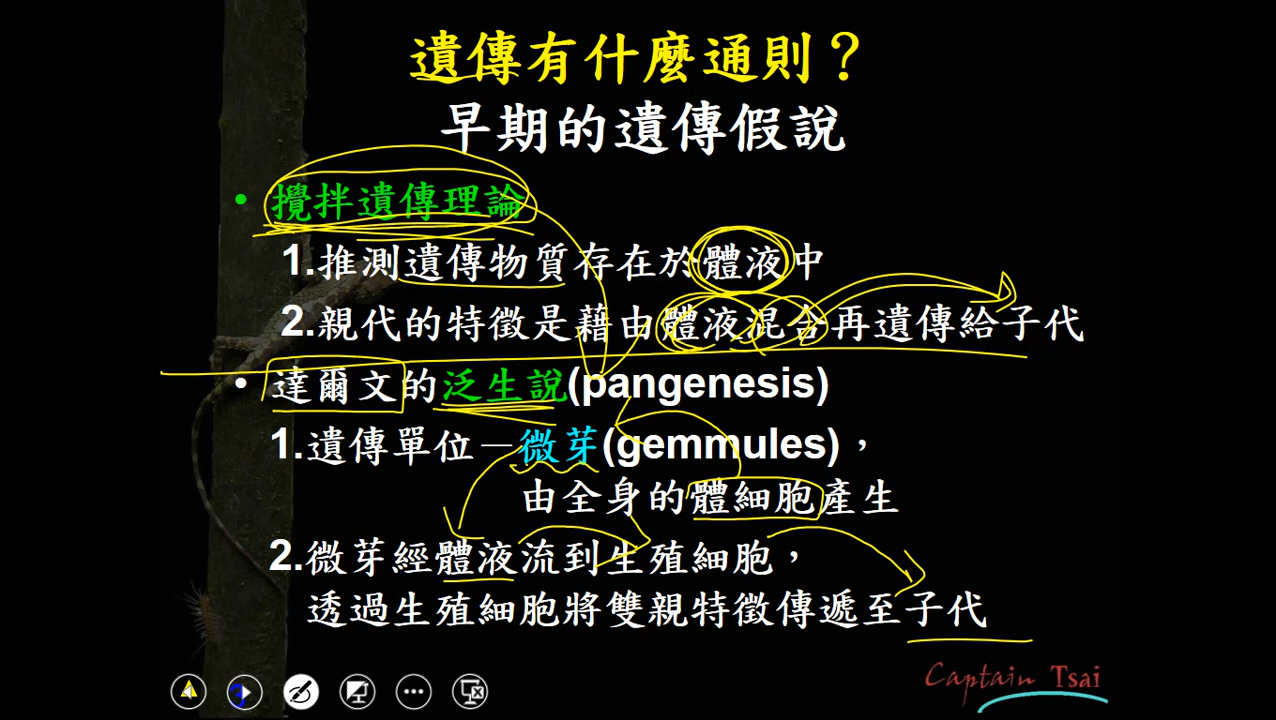 遺傳有什麼通則？
早期的遺傳假說
• 攪拌遺傳理論
1.推測遺傳物質存在於體液中
2.親代的特徵是藉由體液混合再遺傳給子代
• 達爾文的泛生說(pangenesis)
1.遺傳單位－微芽(gemmules)，
由全身的體細胞產生
2.微芽經體液流到生殖細胞，
透過生殖細胞將雙親特徵傳遞至子代
Captain Tsai